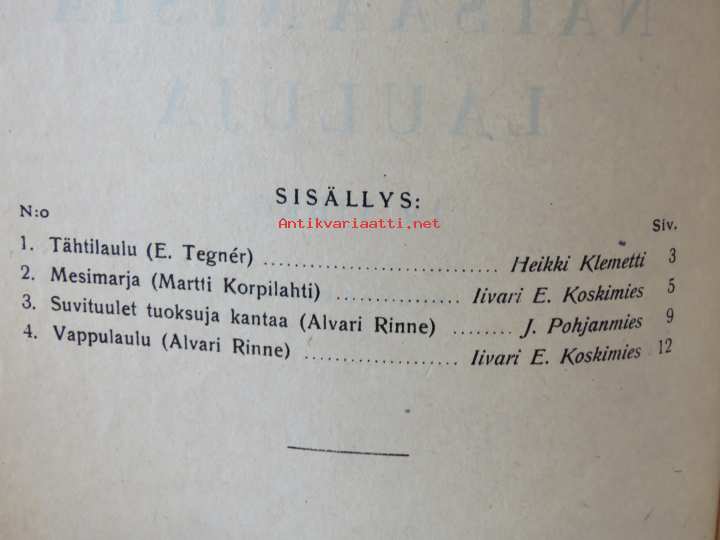 SISÄLLYS:
Antikvariaatti.net
N:o Siv.
1. Tähtilaulu (E. Tegnér) Heikki Klemetti 3
2. Mesimarja (Martti Korpilahti) Iivari E. Koskimies 5
3. Suvituulet tuoksuja kantaa (Alvari Rinne) J. Pohjanmies 9
4. Vappulaulu (Alvari Rinne) Iivari E. Koskimies 12